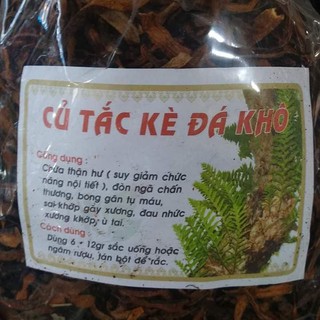 CỦ TẮC KÈ ĐÁ KHÔ
Công dụng :
Chữa thận hư ( suy giảm chức
năng nội tiết ), đòn ngã chấn
thương, bong gân tụ máu,
sai khớp gãy xương, đau nhức
xương khớp, ù tai.
Cách dùng :
Dùng 6 - 12gr sắc uống hoặc
ngâm rượu, tán bột để rắc.